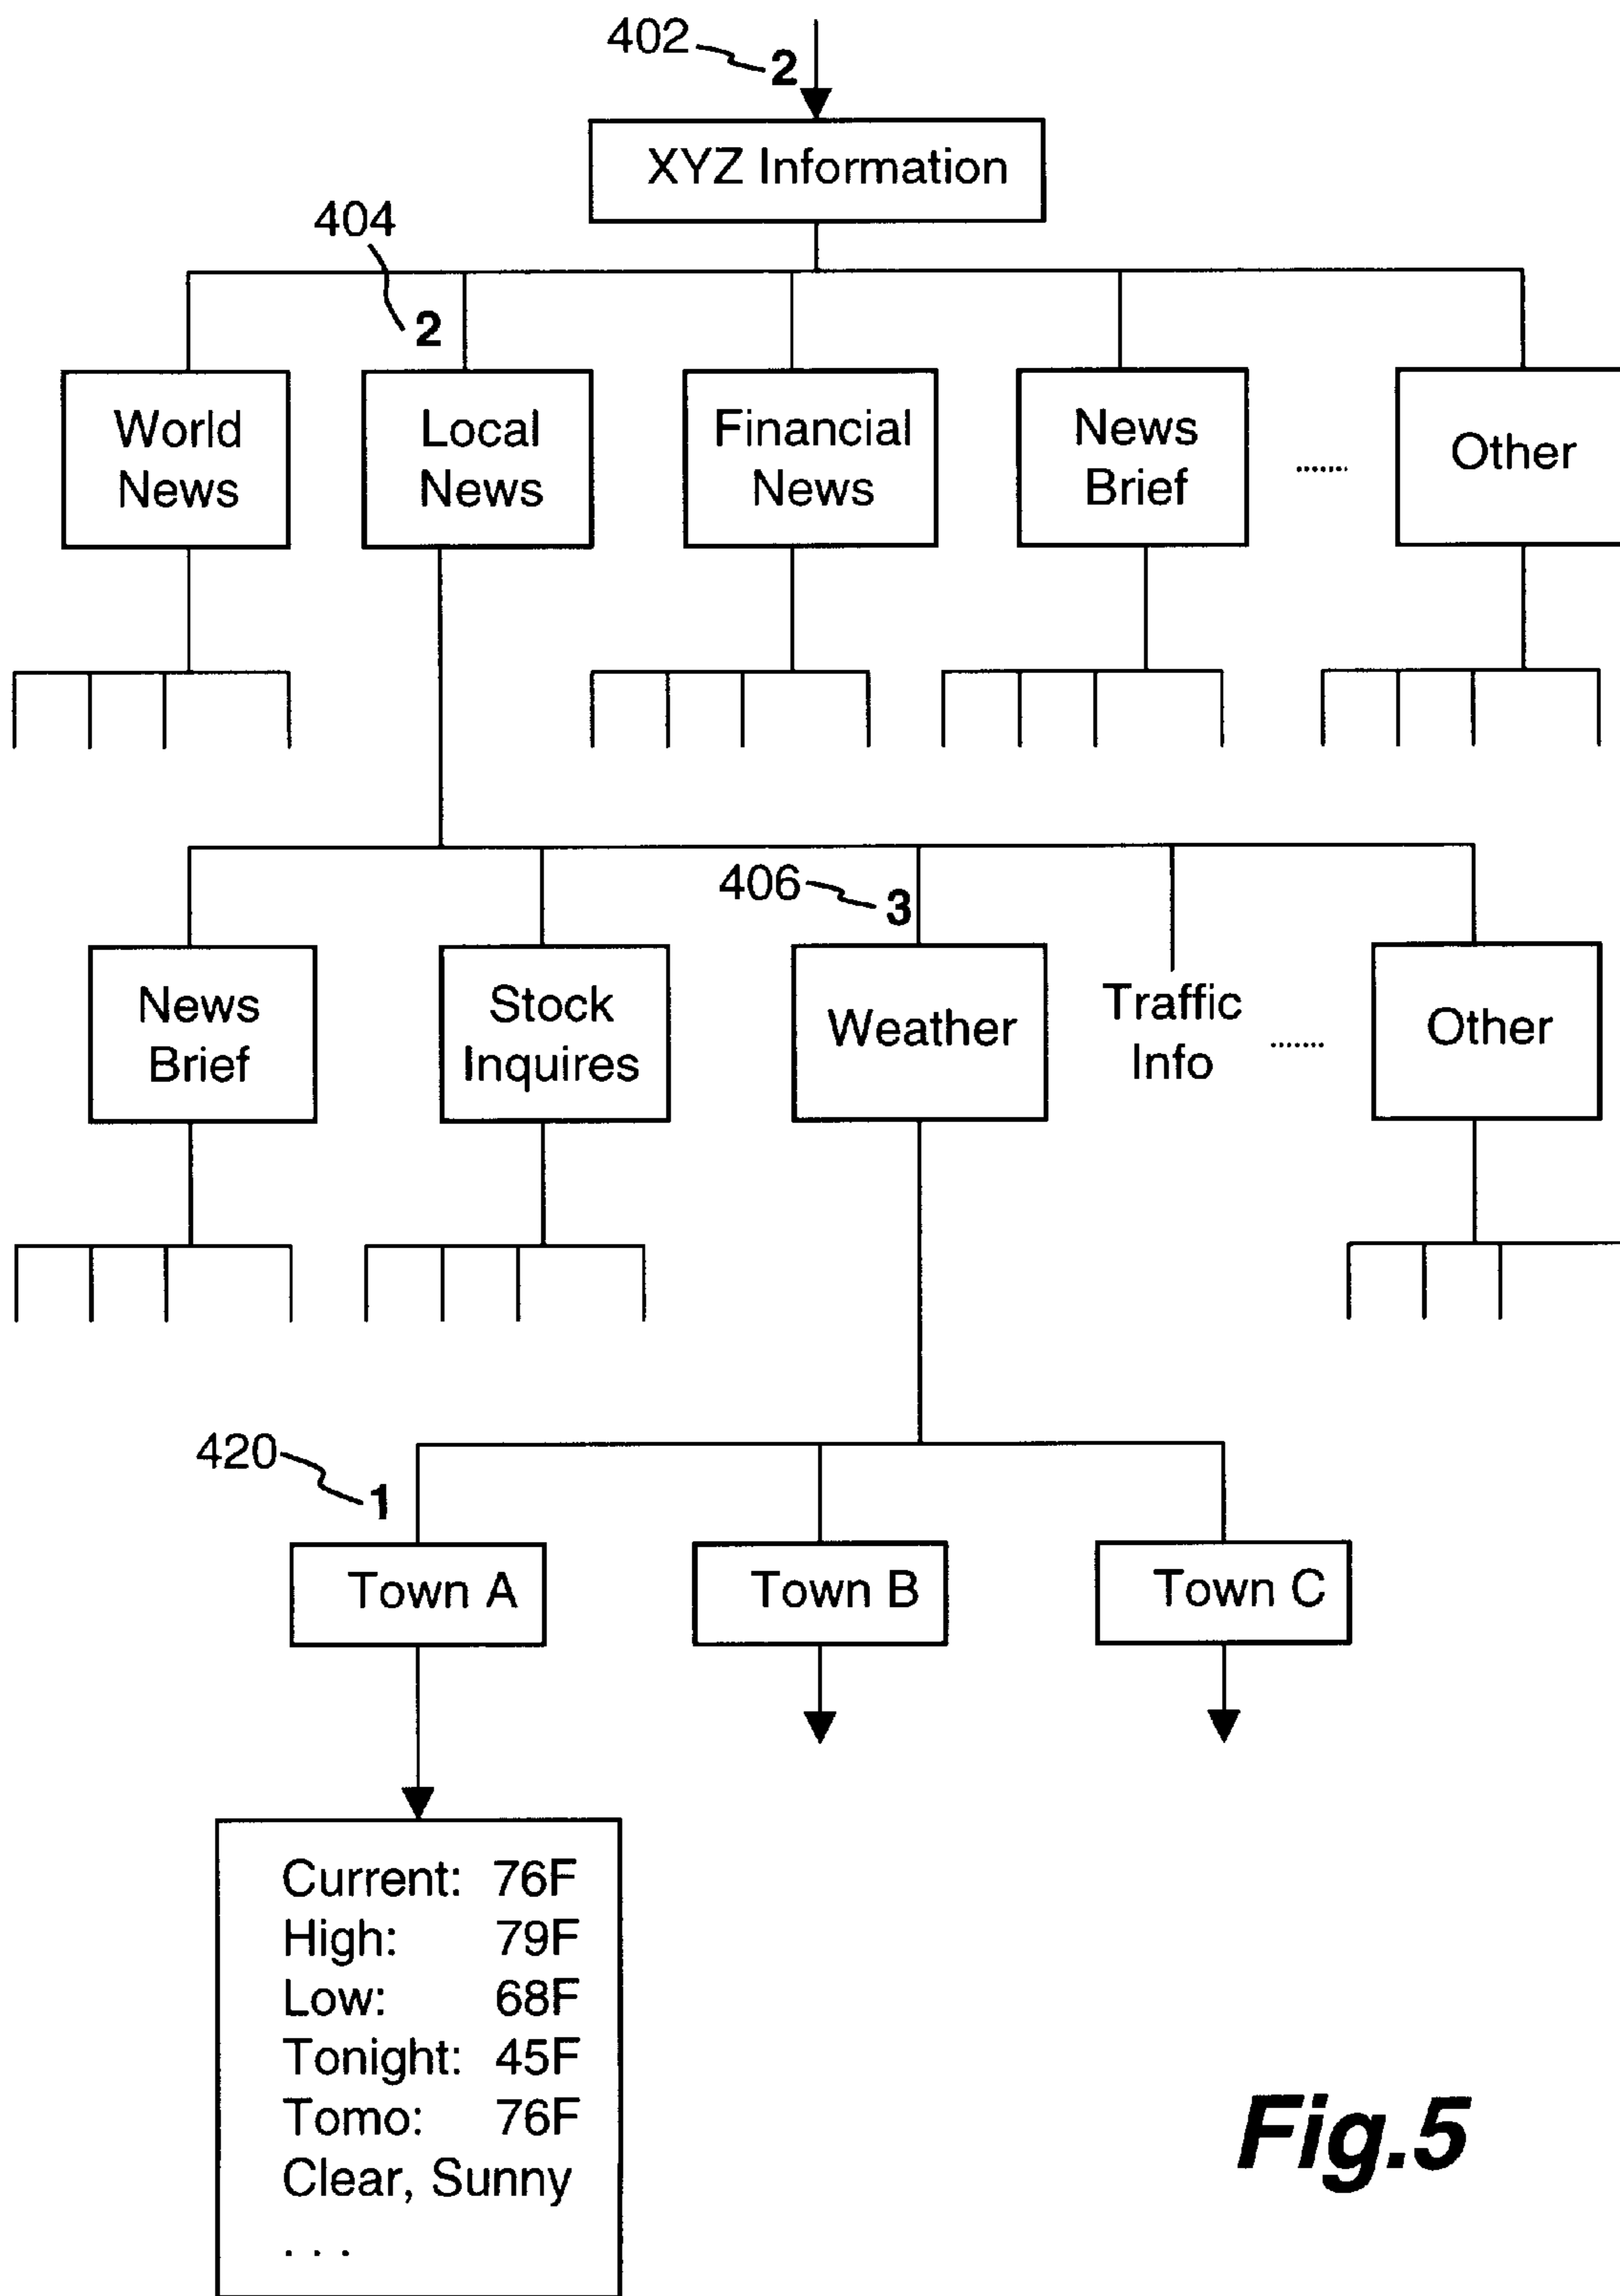 402
2
XYZ Information
404
2
World
News
Local
News
Financial
News
News
Brief
.......
Other
406
3
News
Brief
Stock
Inquires
Weather
Traffic
Info
.......
Other
420
1
Town A
Town B
Town C
Current: 76F
High: 79F
Low: 68F
Tonight: 45F
Tomo: 76F
Clear, Sunny
. . .
Fig.5